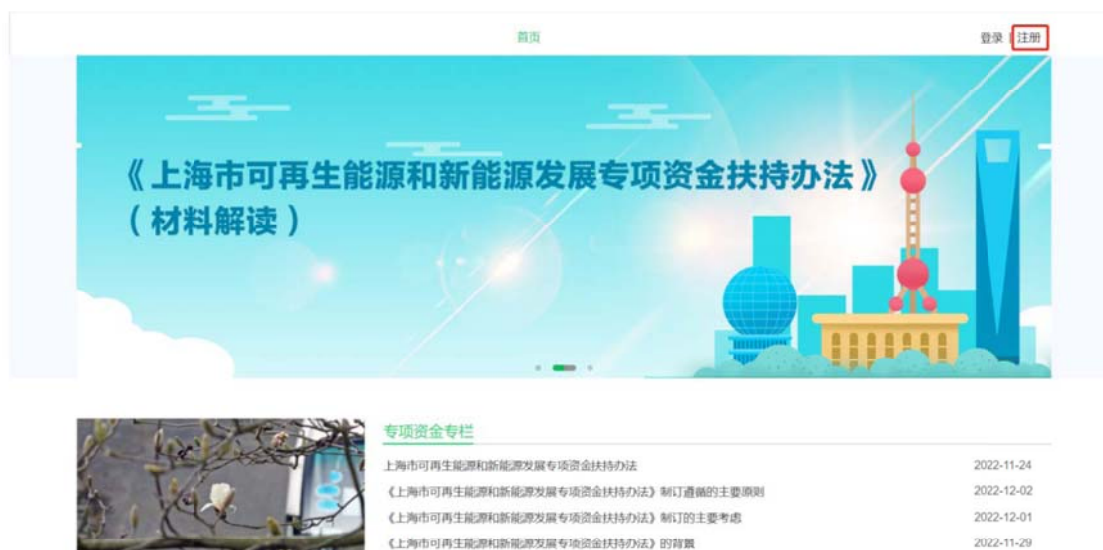 首页
登录 | 注册
《上海市可再生能源和新能源发展专项资金扶持办法》
（材料解读）
专项资金专栏
上海市可再生能源和新能源发展专项资金扶持办法 2022-11-24
《上海市可再生能源和新能源发展专项资金扶持办法》制订遵循的主要原则 2022-12-02
《上海市可再生能源和新能源发展专项资金扶持办法》制订的主要考虑 2022-12-01
《上海市可再生能源和新能源发展专项资金扶持办法》的背景 2022-11-29